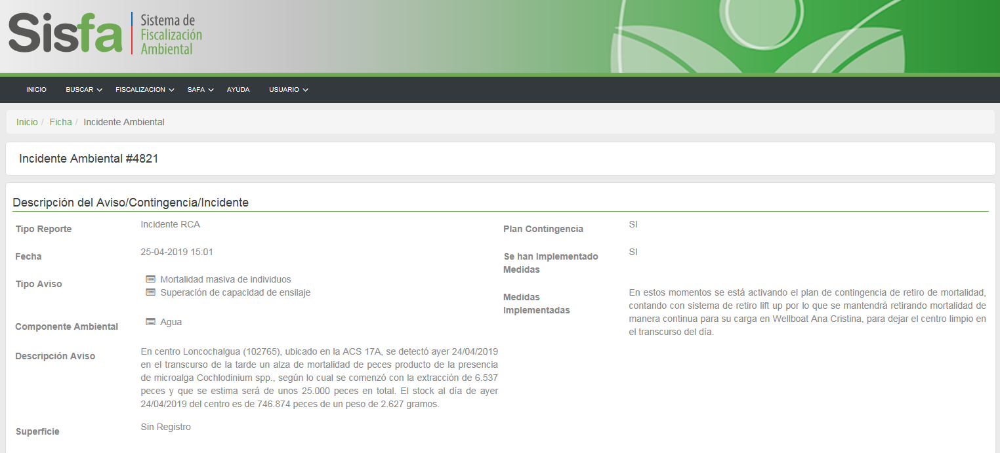 Sisfa
Sistema de
Fiscalización
Ambiental
INICIO BUSCAR FISCALIZACION SAFA AYUDA USUARIO
Inicio / Ficha / Incidente Ambiental
Incidente Ambiental #4821
Descripción del Aviso/Contingencia/Incidente
Tipo Reporte
Incidente RCA
Fecha
25-04-2019 15:01
Tipo Aviso
Mortalidad masiva de individuos
Superación de capacidad de ensilaje
Componente Ambiental
Agua
Descripción Aviso
En centro Loncochalgua (102765), ubicado en la ACS 17A, se detectó ayer 24/04/2019
en el transcurso de la tarde un alza de mortalidad de peces producto de la presencia
de microalga Cochlodinium spp., según lo cual se comenzó con la extracción de 6.537
peces y que se estima será de unos 25.000 peces en total. El stock al día de ayer
24/04/2019 del centro es de 746.874 peces de un peso de 2.627 gramos.
Superficie
Sin Registro
Plan Contingencia
SI
Se han Implementado
Medidas
SI
Medidas
Implementadas
En estos momentos se está activando el plan de contingencia de retiro de mortalidad,
contando con sistema de retiro lift up por lo que se mantendrá retirando mortalidad de
manera continua para su carga en Wellboat Ana Cristina, para dejar el centro limpio en
el transcurso del día.